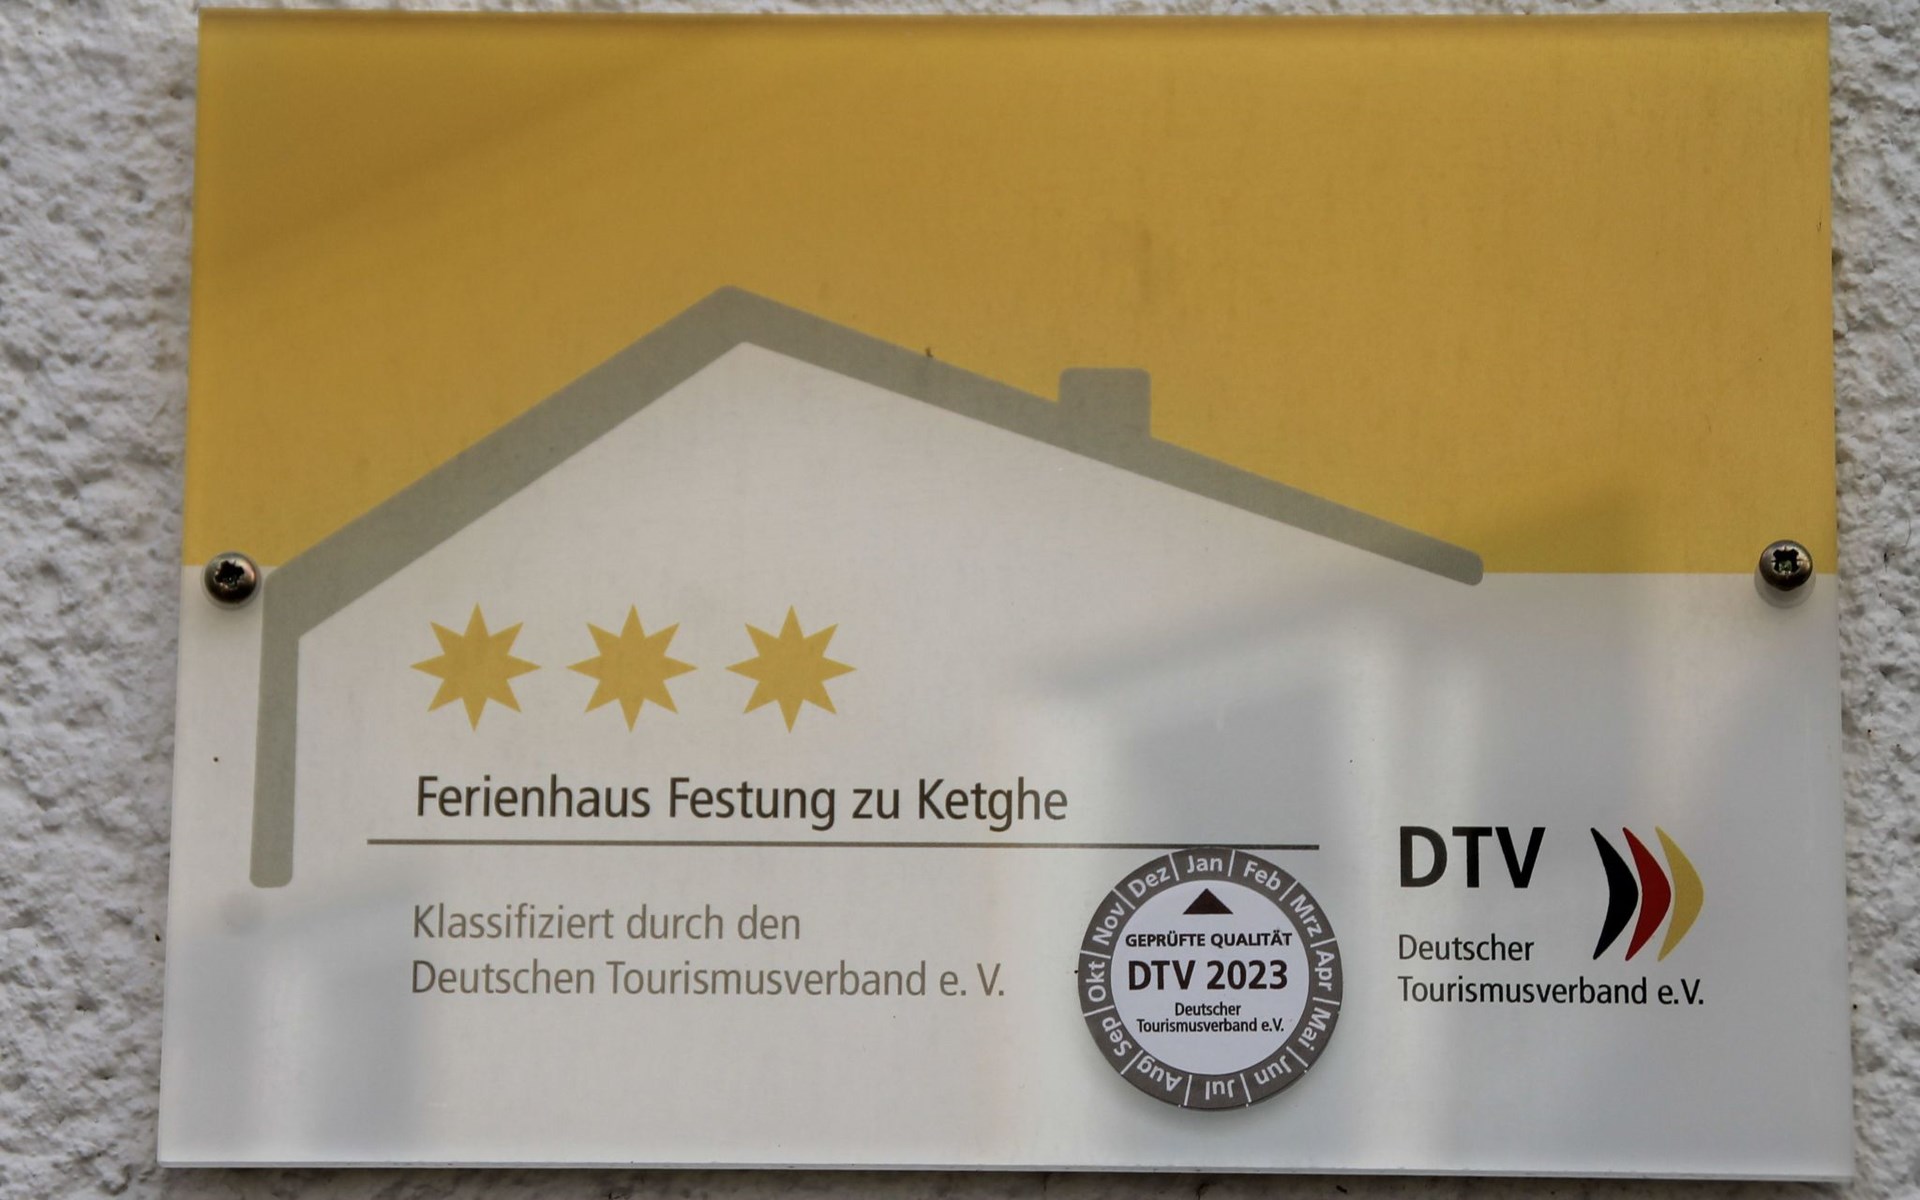 Ferienhaus Festung zu Ketghe
Klassifiziert durch den
Deutschen Tourismusverband e. V.
Jan | Feb | Mrz | Apr | Mai | Jun | Jul | Aug | Sep | Okt | Nov | Dez |
GEPRÜFTE QUALITÄT
DTV 2023
Deutscher
Tourismusverband e.V.
DTV
Deutscher
Tourismusverband e.V.